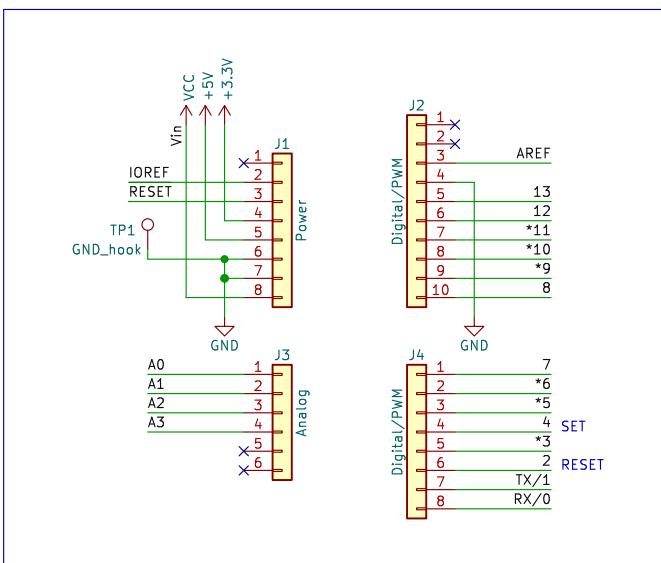 VCC
+5V
+3.3V
Vin
J1
1
IOREF
2
RESET
3
4
TP1
GND_hook
5
6
7
8
Power
GND
J2
1
2
3
AREF
4
5
13
6
12
7
*11
8
*10
9
*9
10
8
Digital/PWM
GND
J3
A0
1
A1
2
A2
3
A3
4
5
6
Analog
J4
1
7
2
*6
3
*5
4
4
SET
5
*3
6
2
RESET
7
TX/1
8
RX/0
Digital/PWM